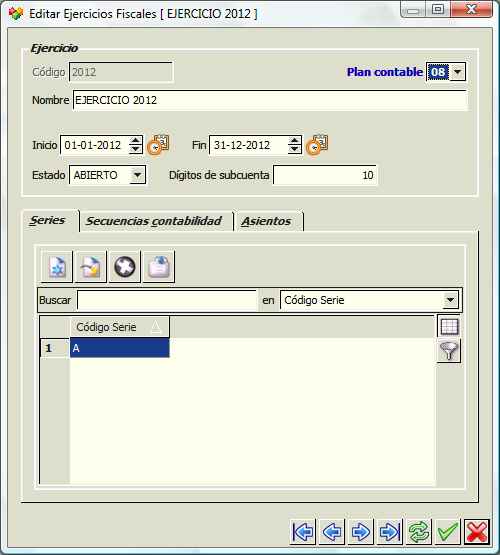 Editar Ejercicios Fiscales [ EJERCICIO 2012 ]
Ejercicio
Código 2012 Plan contable 08
Nombre EJERCICIO 2012
Inicio 01-01-2012 Fin 31-12-2012
Estado ABIERTO Dígitos de subcuenta 10
Series Secuencias contabilidad Asientos
Buscar en Código Serie
Código Serie
1 A